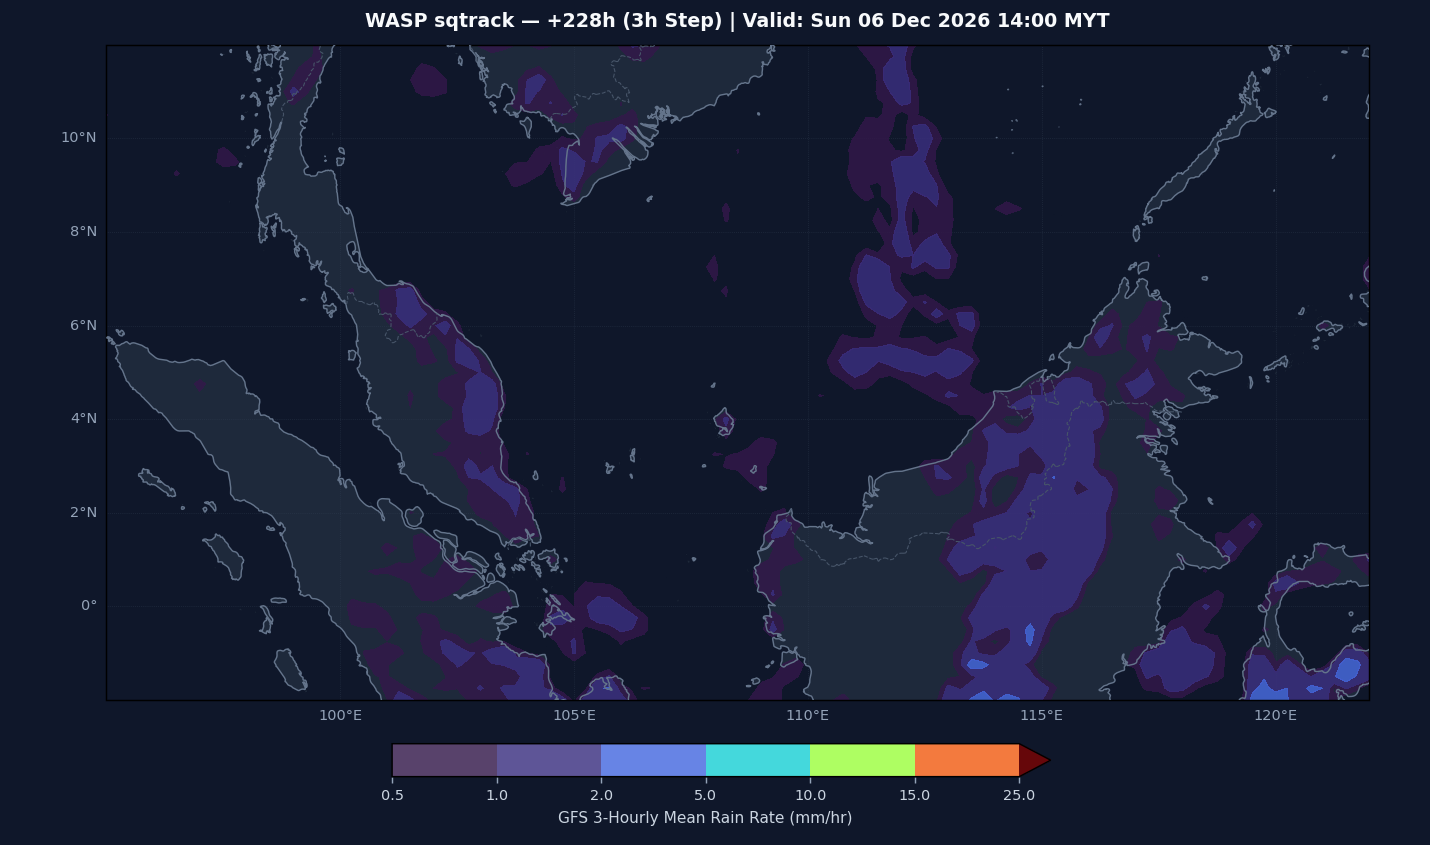 WASP sqtrack — +228h (3h Step) | Valid: Sun 06 Dec 2026 14:00 MYT
10°N
8°N
6°N
4°N
2°N
0°
100°E 105°E 110°E 115°E 120°E
0.5 1.0 2.0 5.0 10.0 15.0 25.0
GFS 3-Hourly Mean Rain Rate (mm/hr)